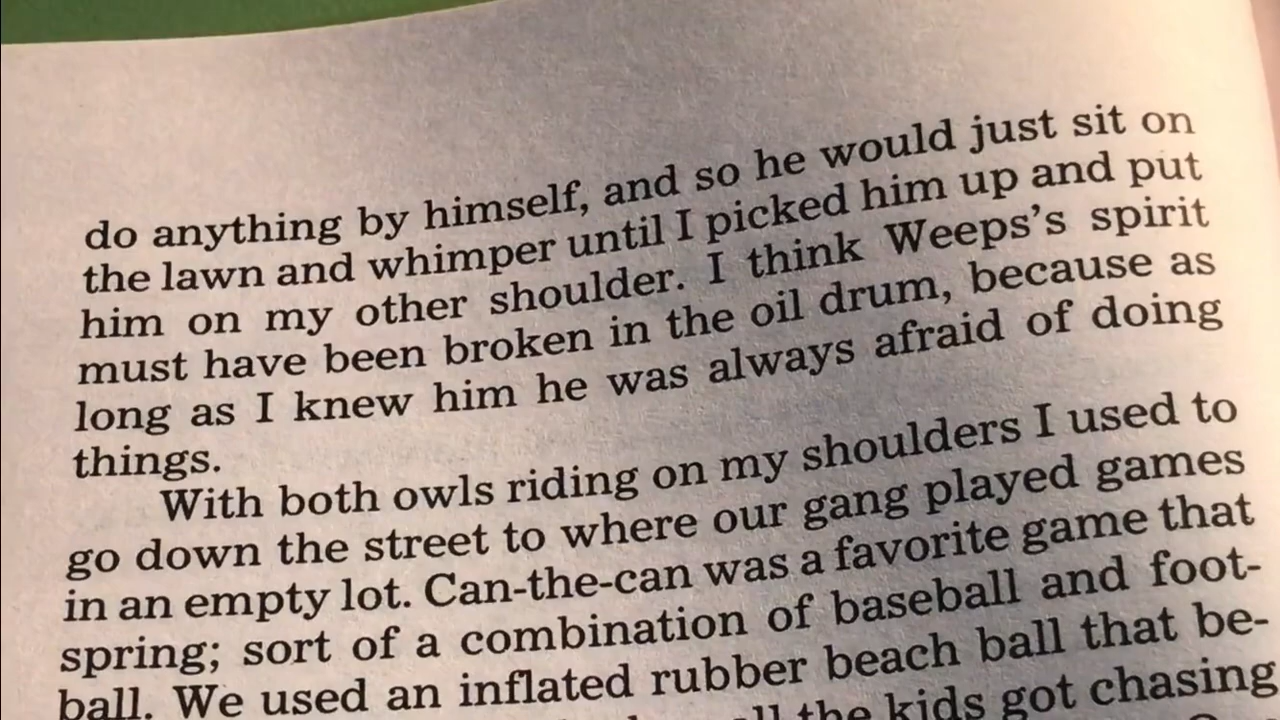 do anything by himself, and so he would just sit on
the lawn and whimper until I picked him up and put
him on my other shoulder. I think Weeps's spirit
must have been broken in the oil drum, because as
long as I knew him he was always afraid of doing
things.
With both owls riding on my shoulders I used to
go down the street to where our gang played games
in an empty lot. Can-the-can was a favorite game that
spring; sort of a combination of baseball and foot-
ball. We used an inflated rubber beach ball that be-
all the kids got chasing